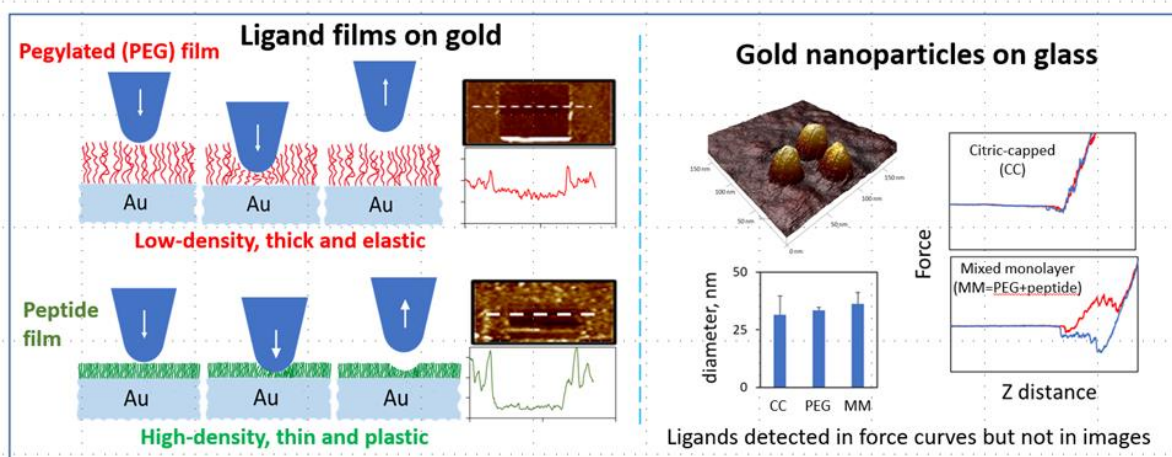 Ligand films on gold
Pegylated (PEG) film
Au
Au
Au
Low-density, thick and elastic
Peptide
film
Au
Au
Au
High-density, thin and plastic
Gold nanoparticles on glass
150 nm
100 nm
50 nm
0 nm
50 nm
100 nm
150 nm
diameter, nm
50
25
0
CC
PEG
MM
Force
Citric-capped
(CC)
Mixed monolayer
(MM=PEG+peptide)
Z distance
Ligands detected in force curves but not in images